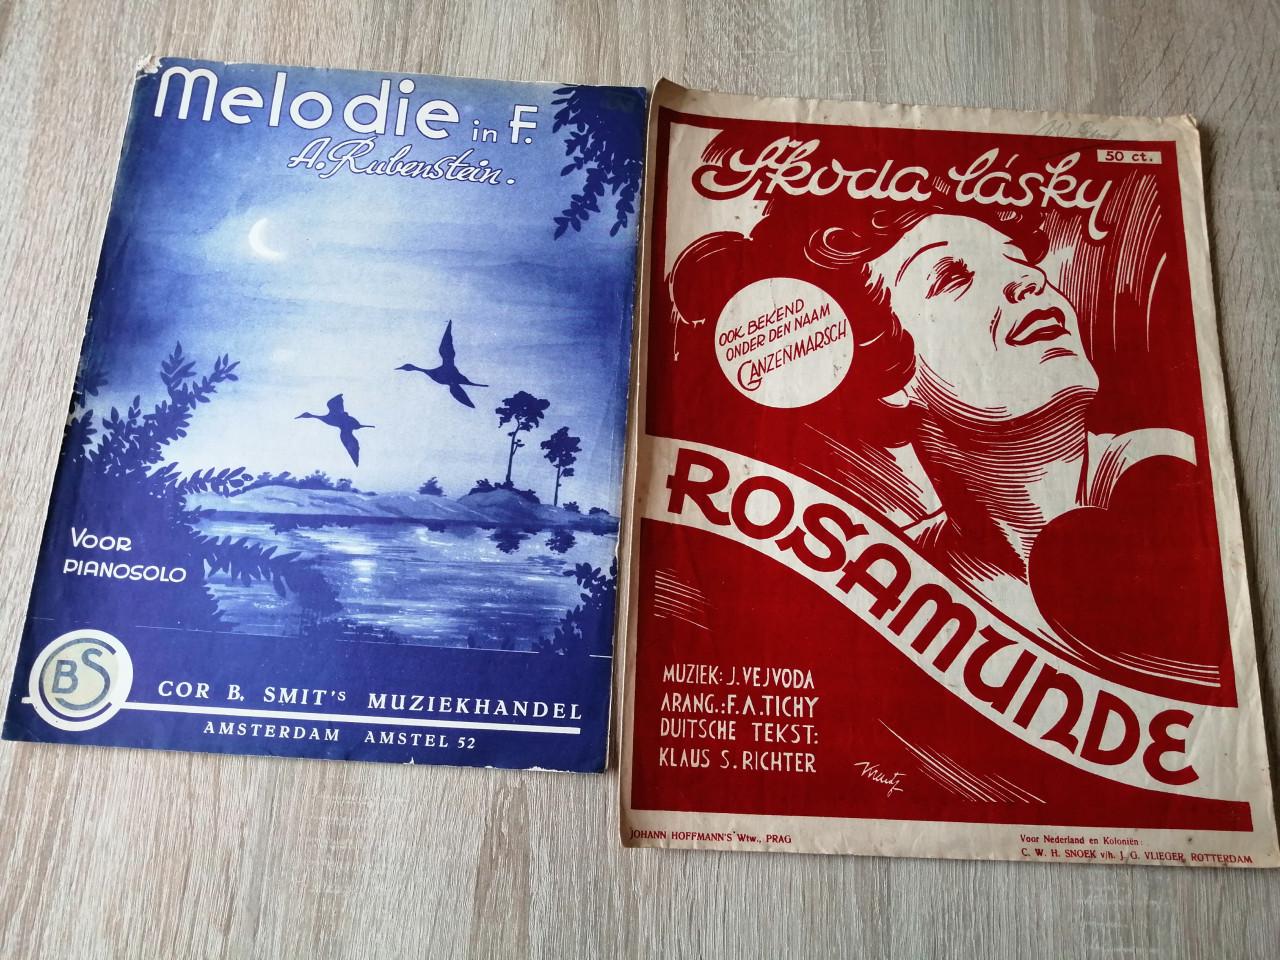 Melodie in F.
A. Rubenstein.
VOOR
PIANOSOLO
CBS
COR B. SMIT's MUZIEKHANDEL
AMSTERDAM AMSTEL 52
50 ct.
Škoda lásky
OOK BEKEND
ONDER DEN NAAM
GANZENMARSCH
ROSAMUNDE
MUZIEK: J. VEJVODA
ARANG.: F. A. TICHY
DUITSCHE TEKST:
KLAUS S. RICHTER
JOHANN HOFFMANN'S Wtw., PRAG
Voor Nederland en Koloniën:
C. W. H. SNOEK v/h. J. G. VLIEGER, ROTTERDAM